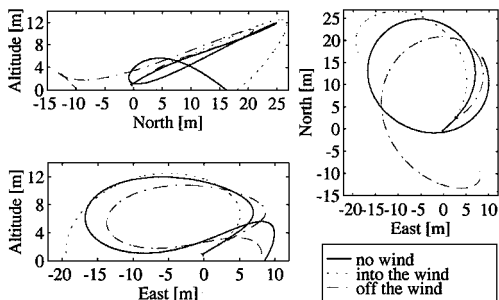 Altitude [m]
12
8
4
0
-15 -10 -5 0 5 10 15 20 25
North [m]
Altitude [m]
12
8
4
0
-20 -15 -10 -5 0 5 10
East [m]
North [m]
25
20
15
10
5
0
-5
-10
-15
-20 -15 -10 -5 0 5 10
East [m]
no wind
into the wind
off the wind